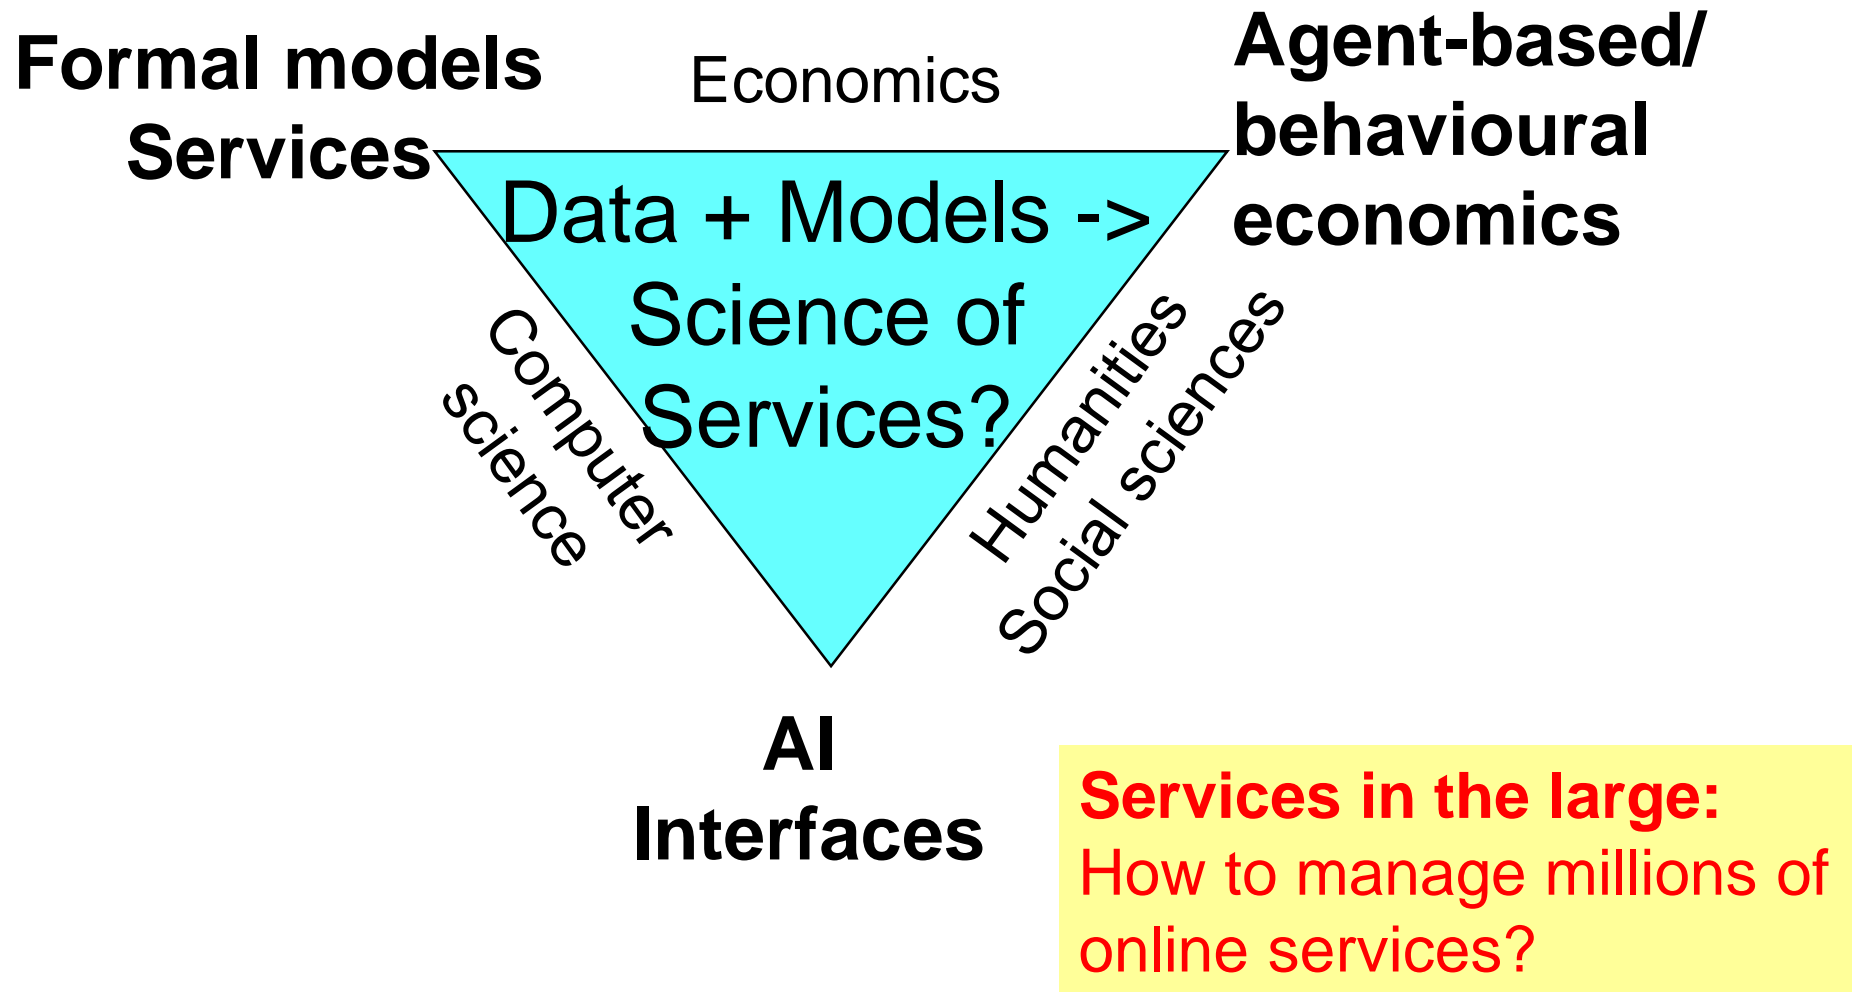 Formal models
Services
Economics
Agent-based/
behavioural
economics
Data + Models ->
Science of
Services?
Computer
science
Humanities
Social sciences
AI
Interfaces
Services in the large:
How to manage millions of
online services?